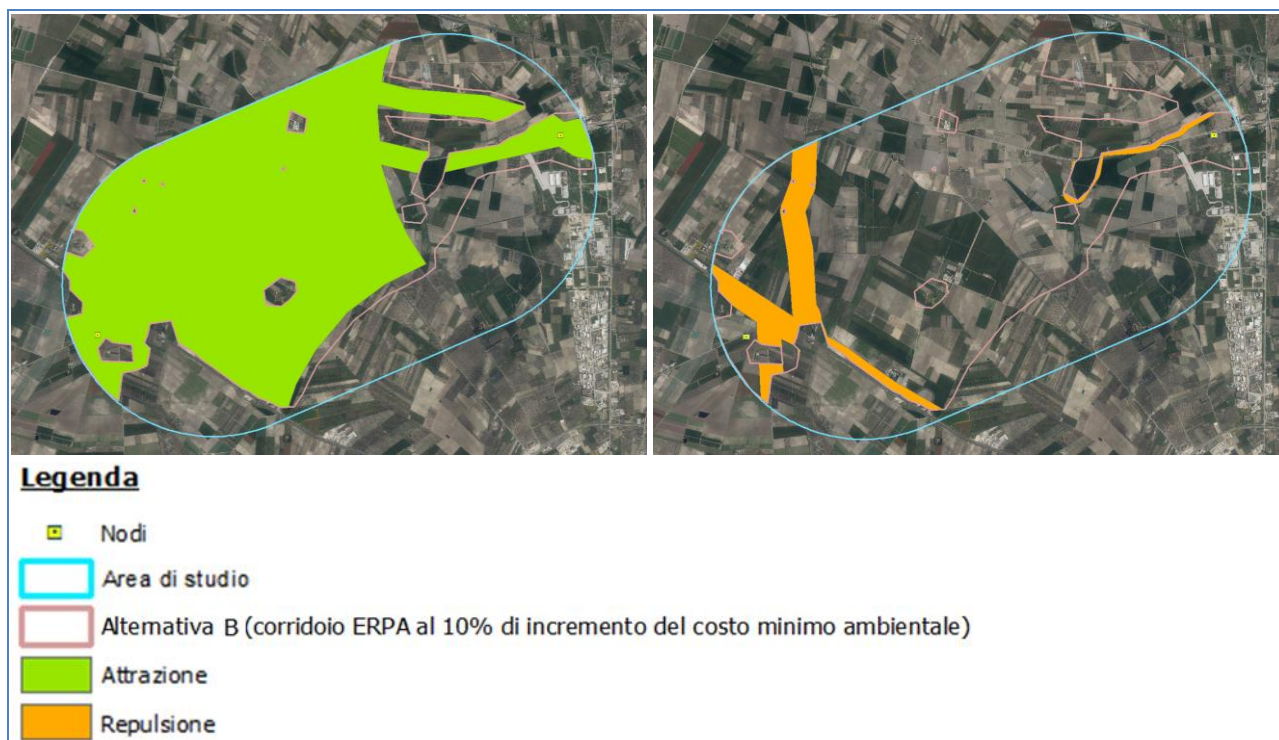 Legenda
Nodi
Area di studio
Alternativa B (corridoio ERPA al 10% di incremento del costo minimo ambientale)
Attrazione
Repulsione